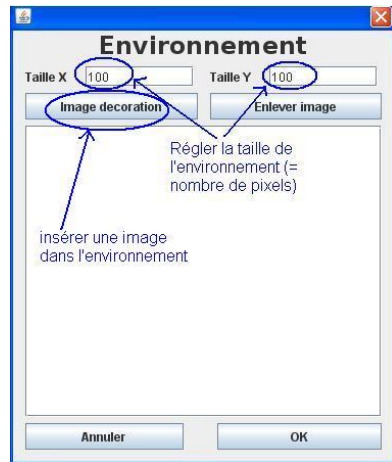 Environnement
Taille X 100 Taille Y 100
Image decoration Enlever image
Régler la taille de
l'environnement (=
nombre de pixels)
insérer une image
dans l'environnement
Annuler OK